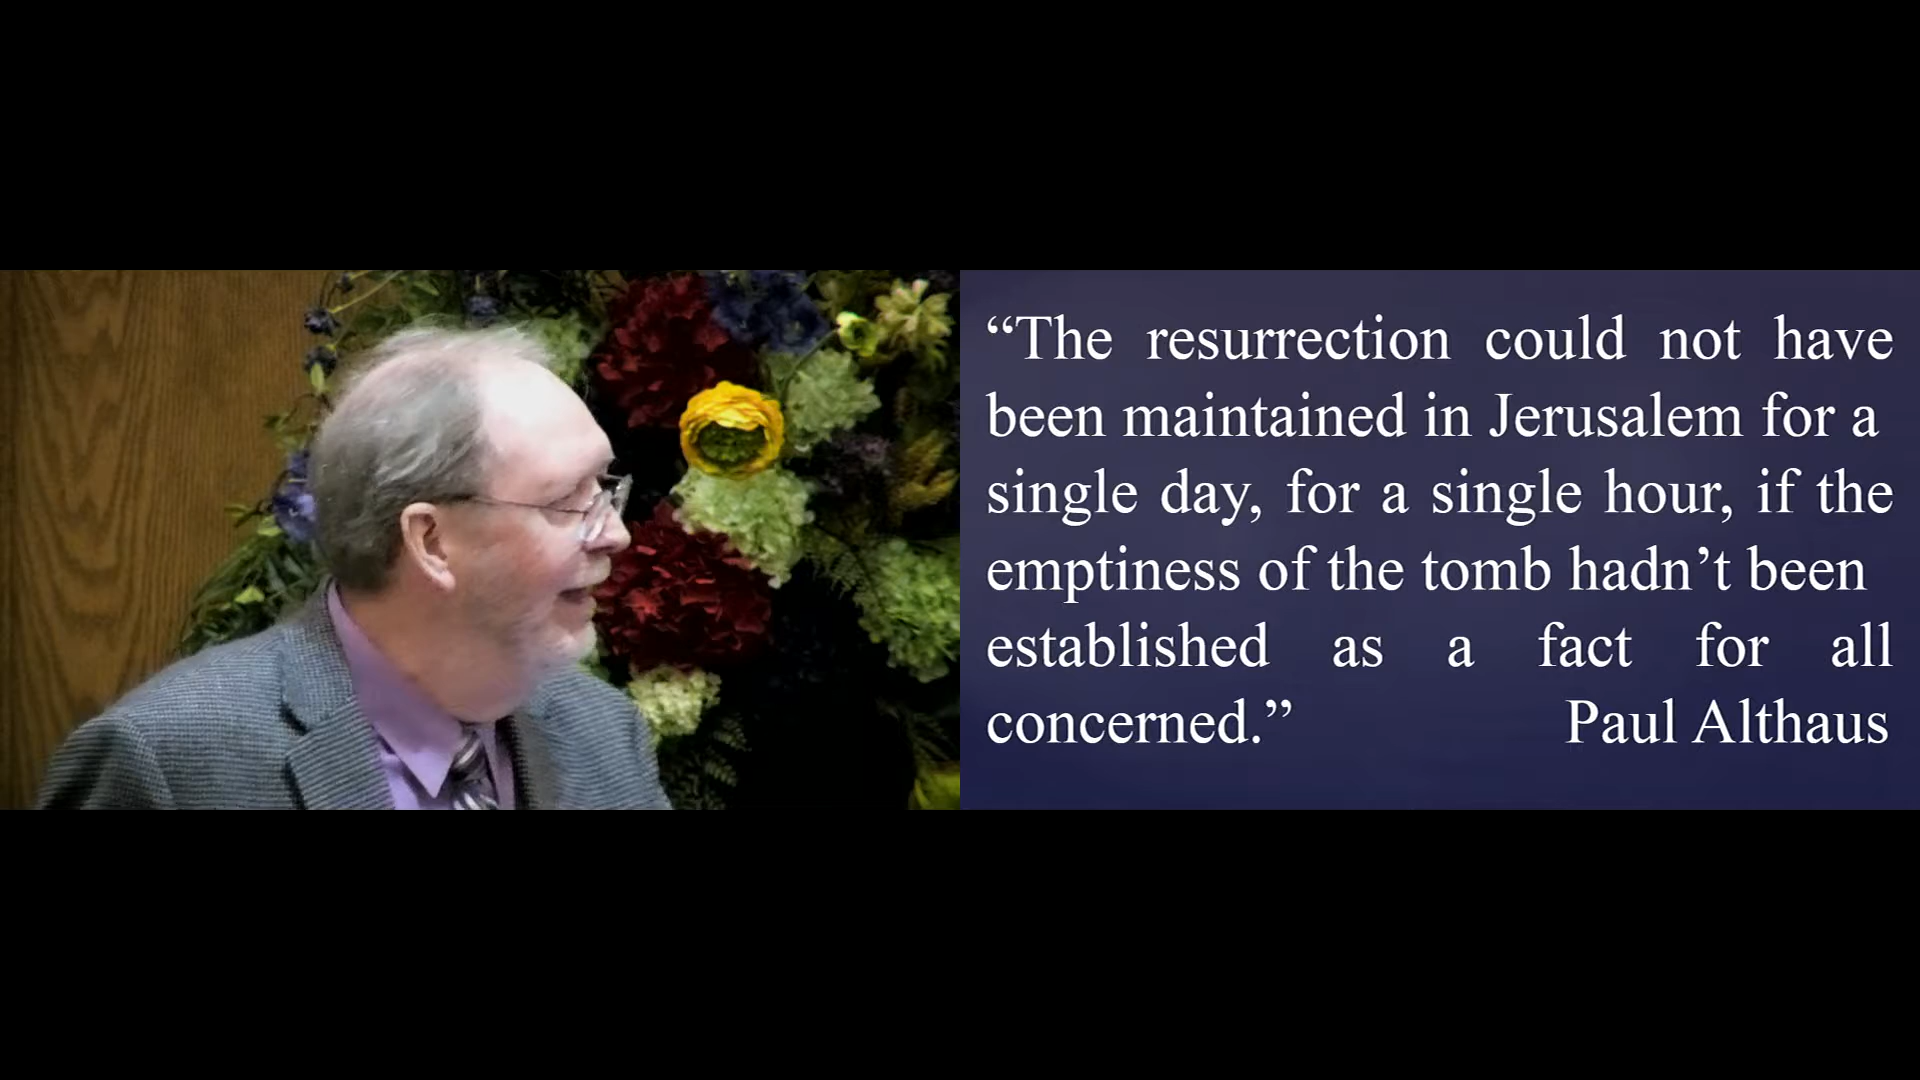 “The resurrection could not have
been maintained in Jerusalem for a
single day, for a single hour, if the
emptiness of the tomb hadn’t been
established as a fact for all
concerned.” Paul Althaus